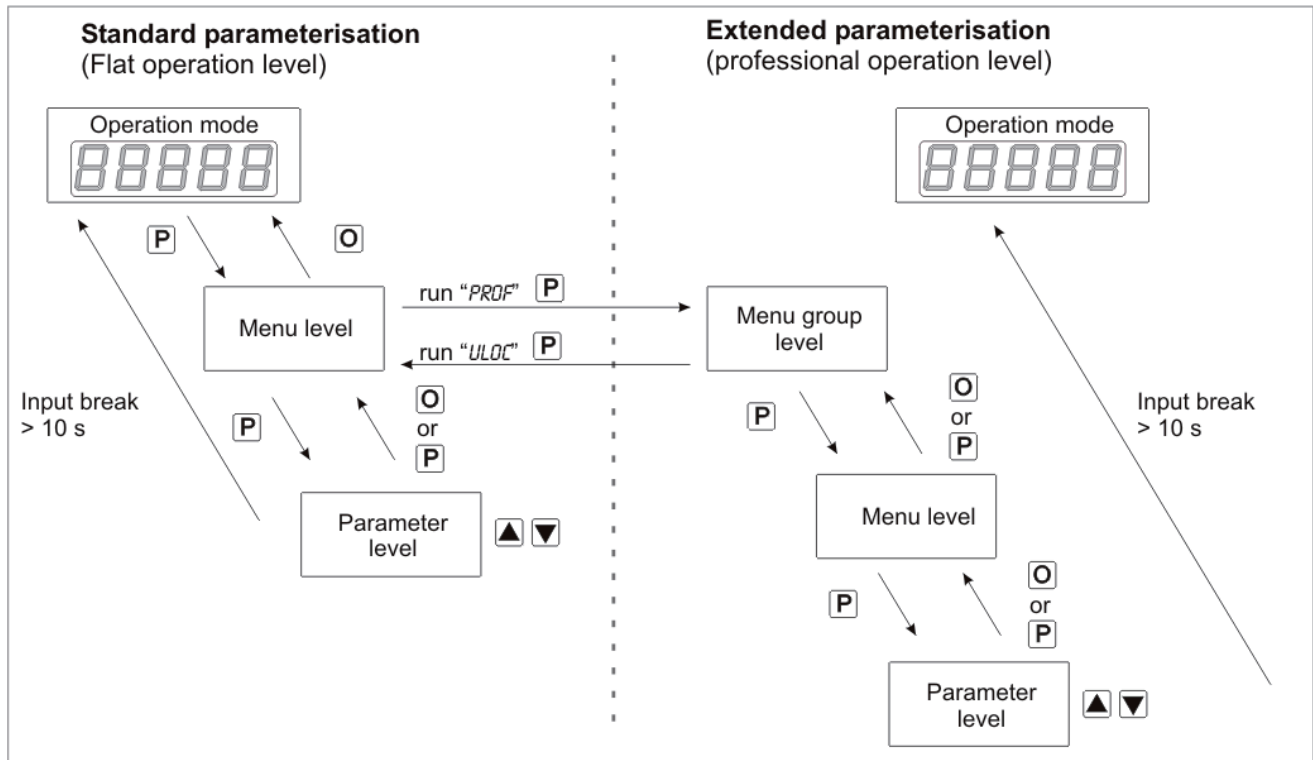 Standard parameterisation
(Flat operation level)
Extended parameterisation
(professional operation level)
Operation mode
88888
Operation mode
88888
P
O
run "PROF" P
Menu level
Menu group
level
run "ULOC" P
Input break
> 10 s
P
O
or
P
Parameter
level
▲ ▼
P
O
or
P
Input break
> 10 s
Menu level
P
O
or
P
Parameter
level
▲ ▼